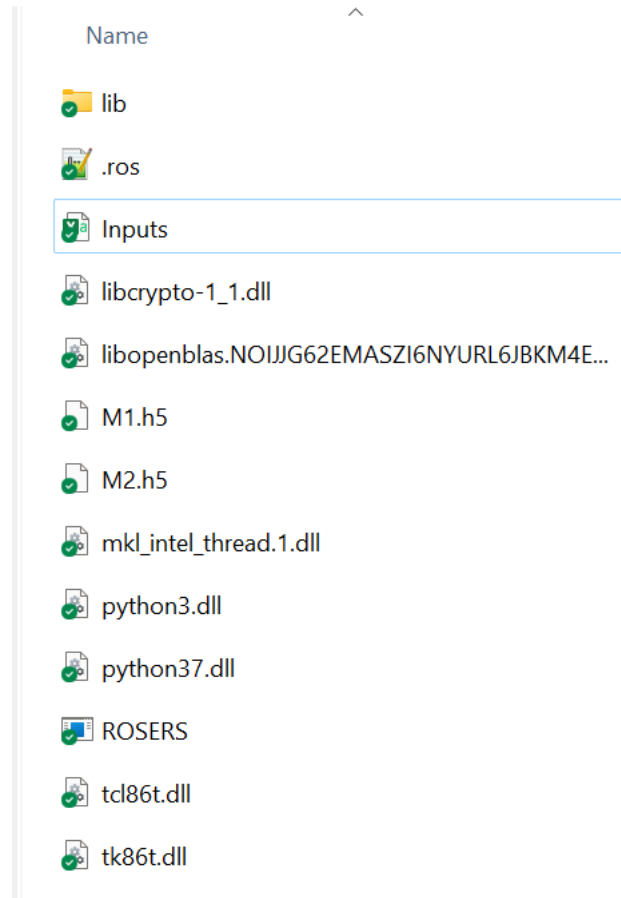 Name
lib
.ros
Inputs
libcrypto-1_1.dll
libopenblas.NOIJJG62EMASZI6NYURL6JBKM4E...
M1.h5
M2.h5
mkl_intel_thread.1.dll
python3.dll
python37.dll
ROSERS
tcl86t.dll
tk86t.dll